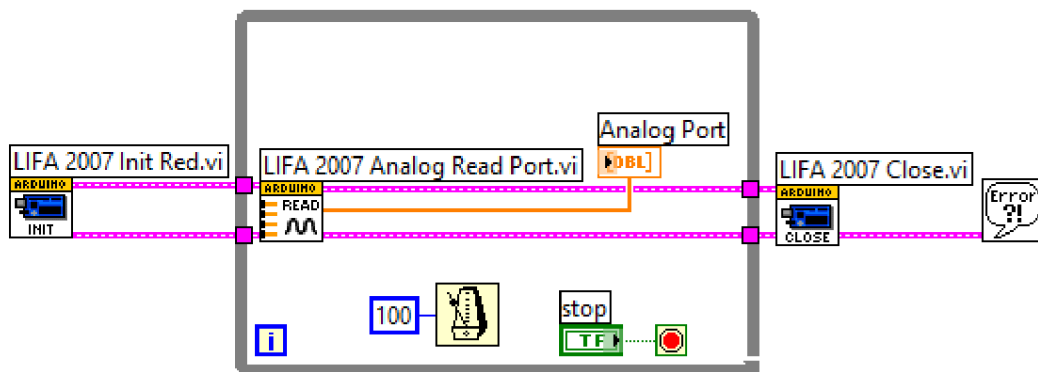 LIFA 2007 Init Red.vi
ARDUINO
INIT
LIFA 2007 Analog Read Port.vi
ARDUINO
READ
Analog Port
DBL]
LIFA 2007 Close.vi
ARDUINO
CLOSE
Error
?!
100
i
stop
TF